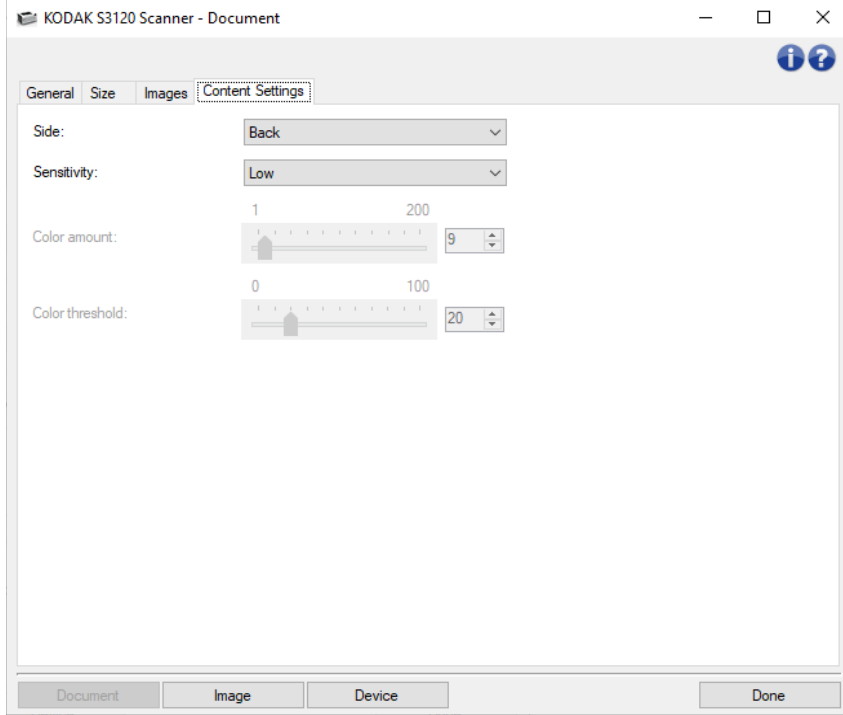 KODAK S3120 Scanner - Document
General Size Images Content Settings
Side: Back
Sensitivity: Low
1 200
Color amount: 9
0 100
Color threshold: 20
Document Image Device Done